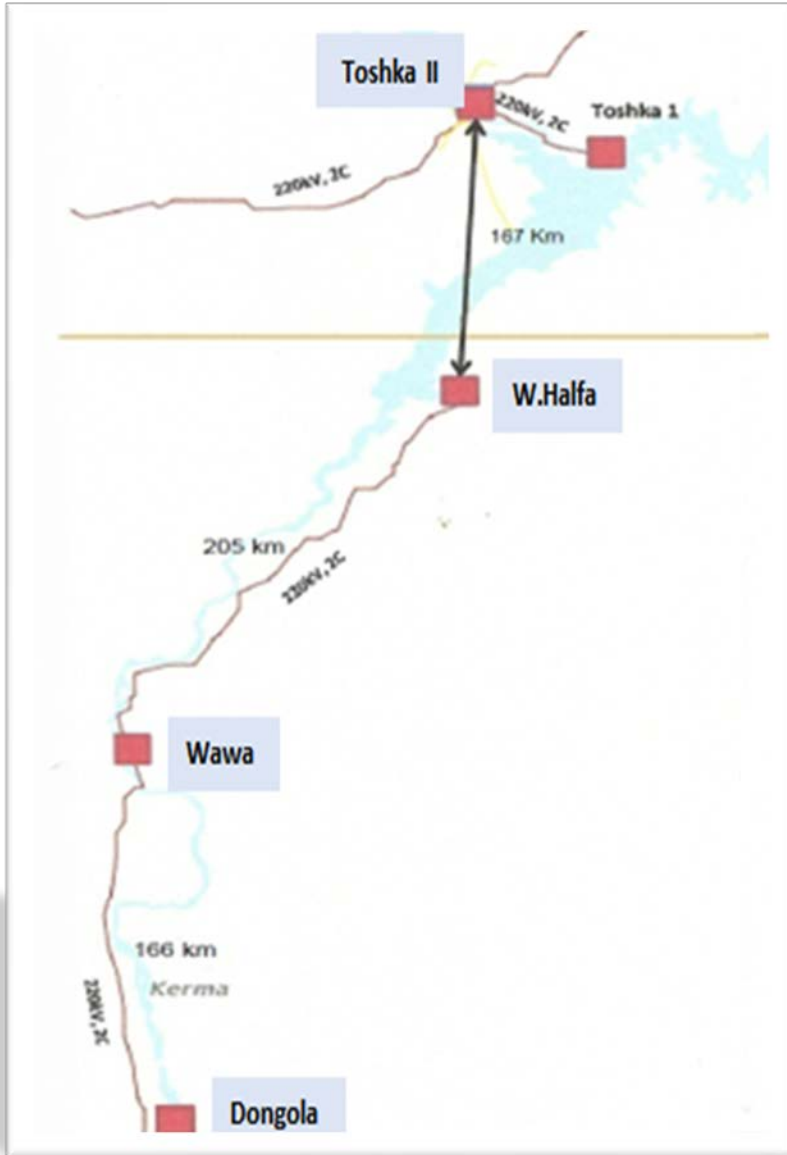 Toshka II
220kV, 2C
Toshka 1
220kV, 2C
167 Km
W.Halfa
205 km
220kV, 2C
Wawa
166 km
Kerma
220kV, 2C
Dongola